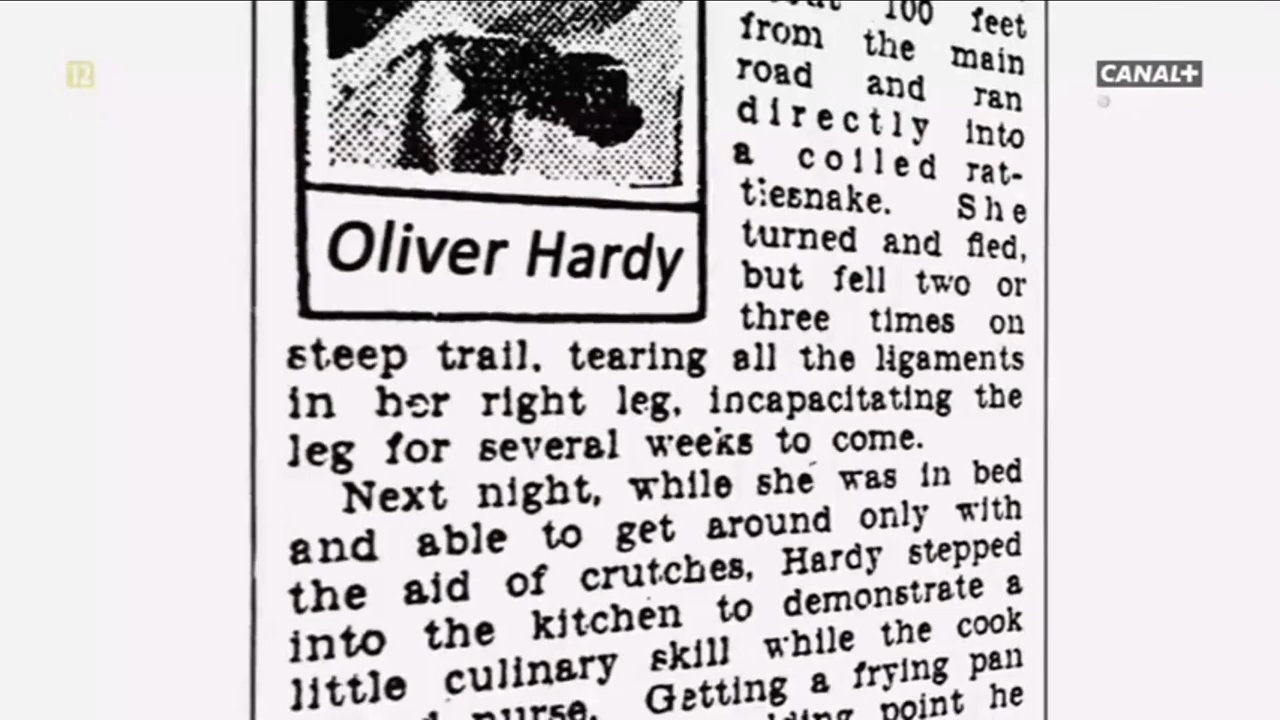 12
CANAL+
100 feet
from the main
road and ran
directly into
a coiled rat-
tlesnake. She
turned and fled,
but fell two or
three times on
Oliver Hardy
steep trail, tearing all the ligaments
in her right leg, incapacitating the
leg for several weeks to come.
Next night, while she was in bed
and able to get around only with
the aid of crutches, Hardy stepped
into the kitchen to demonstrate a
little culinary skill while the cook
nurse. Getting a frying pan
point he